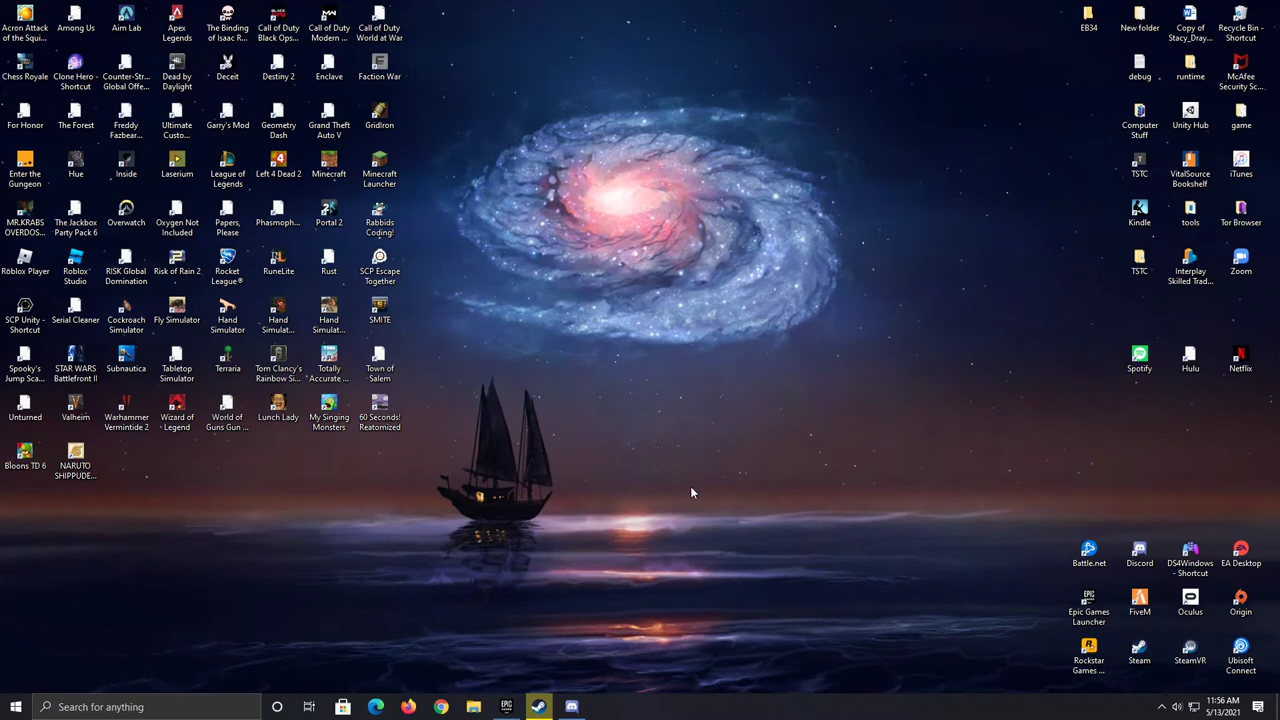 Acron Attack
of the Squi...
Among Us
Aim Lab
Apex
Legends
The Binding
of Isaac R...
Call of Duty
Black Ops...
Call of Duty
Modern ...
Call of Duty
World at War
Chess Royale
Clone Hero -
Shortcut
Counter-Str...
Global Offe...
Dead by
Daylight
Deceit
Destiny 2
Enclave
Faction War
For Honor
The Forest
Freddy
Fazbear...
Ultimate
Custo...
Garry's Mod
Geometry
Dash
Grand Theft
Auto V
GridIron
Enter the
Gungeon
Hue
Inside
Laserium
League of
Legends
Left 4 Dead 2
Minecraft
Minecraft
Launcher
MR.KRABS
OVERDOS...
The Jackbox
Party Pack 6
Overwatch
Oxygen Not
Included
Papers,
Please
Phasmoph...
Portal 2
Rabbids
Coding!
Roblox Player
Roblox
Studio
RISK Global
Domination
Risk of Rain 2
Rocket
League®
RuneLite
Rust
SCP Escape
Together
SCP Unity -
Shortcut
Serial Cleaner
Cockroach
Simulator
Fly Simulator
Hand
Simulator
Hand
Simulat...
Hand
Simulat...
SMITE
Spooky's
Jump Sca...
STAR WARS
Battlefront II
Subnautica
Tabletop
Simulator
Terraria
Tom Clancy's
Rainbow Si...
Totally
Accurate ...
Town of
Salem
Unturned
Valheim
Warhammer
Vermintide 2
Wizard of
Legend
World of
Guns Gun ...
Lunch Lady
My Singing
Monsters
60 Seconds!
Reatomized
Bloons TD 6
NARUTO
SHIPPUDE...
EB34
New folder
Copy of
Stacy_Dray...
Recycle Bin -
Shortcut
debug
runtime
McAfee
Security Sc...
Computer
Stuff
Unity Hub
game
TSTC
VitalSource
Bookshelf
iTunes
Kindle
tools
Tor Browser
TSTC
Interplay
Skilled Trad...
Zoom
Spotify
Hulu
Netflix
Battle.net
Discord
DS4Windows
- Shortcut
EA Desktop
Epic Games
Launcher
FiveM
Oculus
Origin
Rockstar
Games ...
Steam
SteamVR
Ubisoft
Connect
Search for anything
11:56 AM
5/13/2021